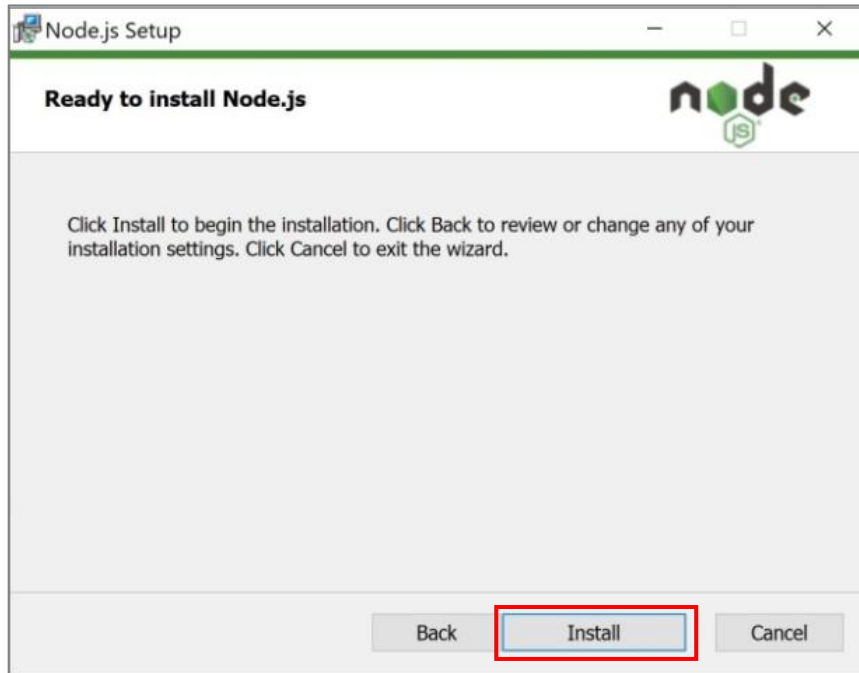 Node.js Setup
Ready to install Node.js
node
JS
Click Install to begin the installation. Click Back to review or change any of your
installation settings. Click Cancel to exit the wizard.
Back
Install
Cancel